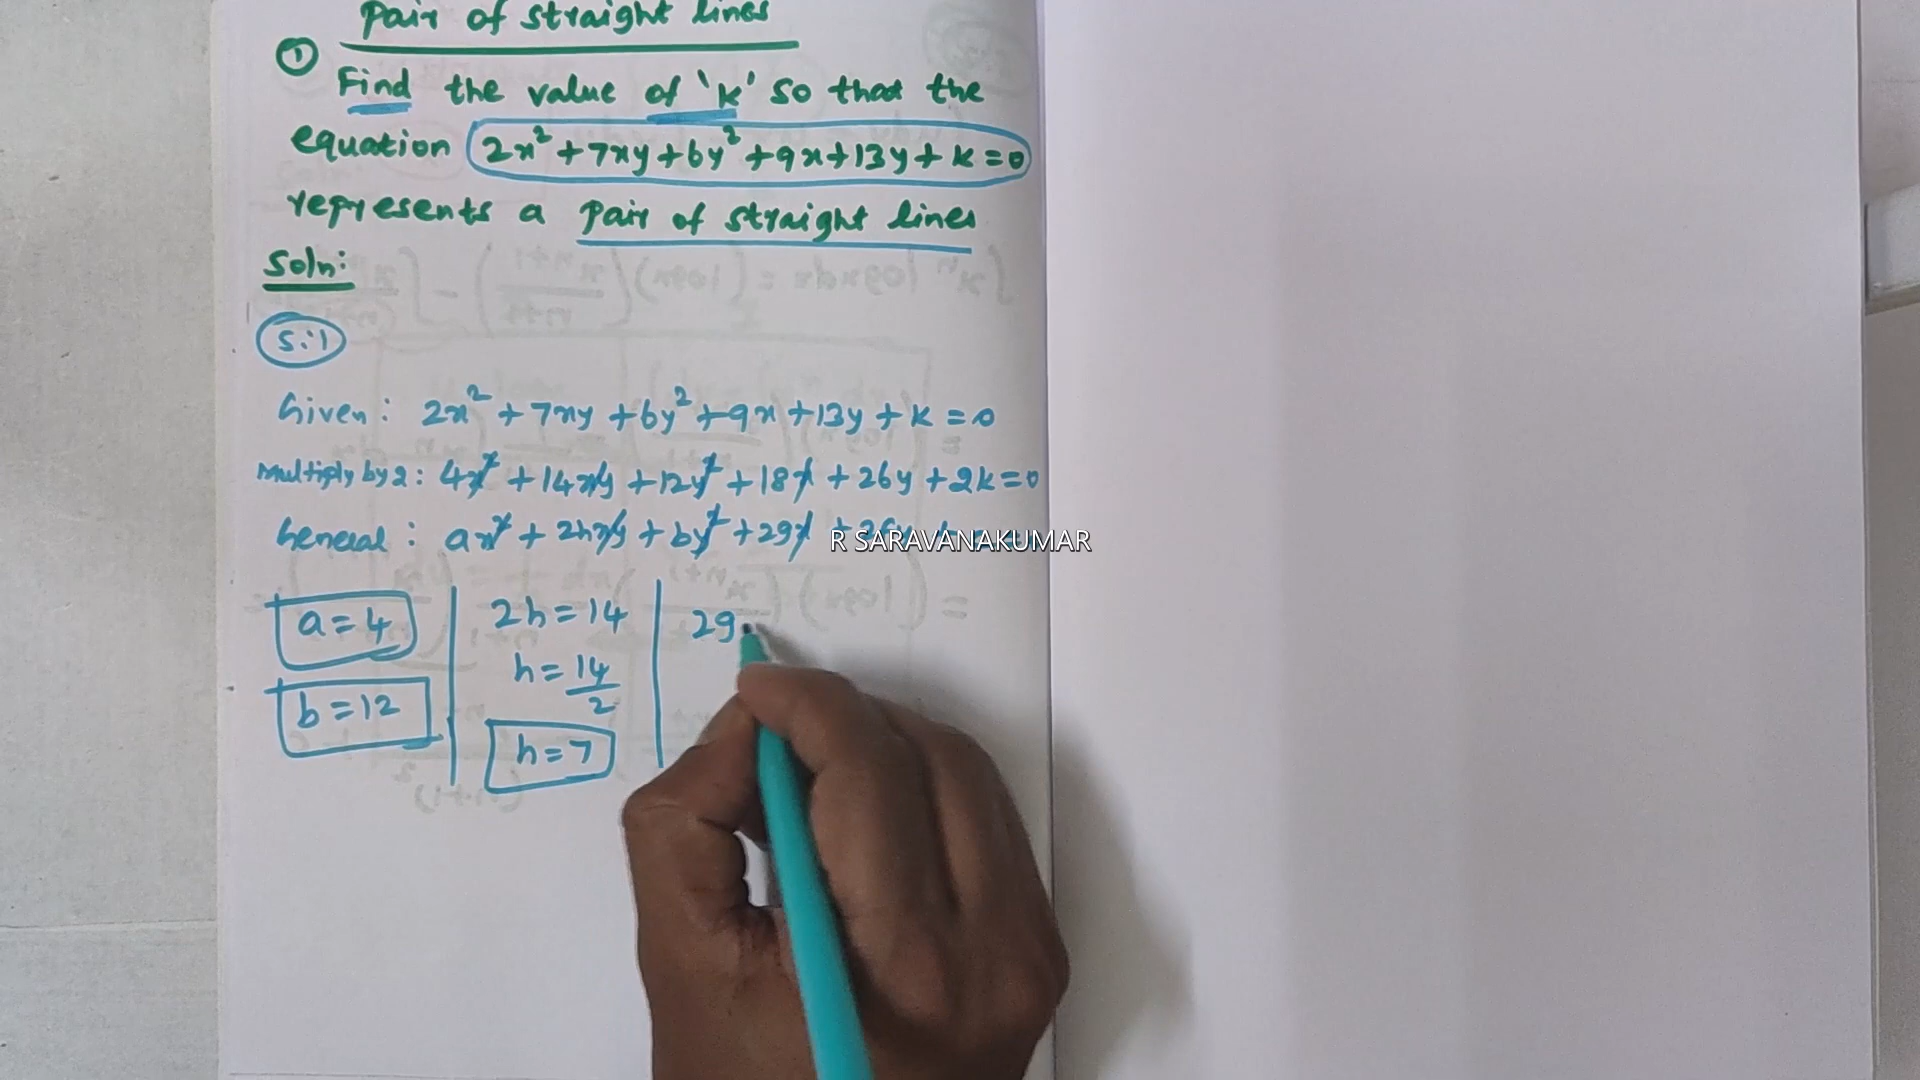 Pair of straight lines
① Find the value of 'k' so that the
equation 2x² + 7xy + 6y² + 9x + 13y + k = 0
represents a pair of straight lines
Soln:
S:1
Given: 2x² + 7xy + 6y² + 9x + 13y + k = 0
Multiply by 2: 4x² + 14xy + 12y² + 18x + 26y + 2k = 0
General: ax² + 2hxy + by² + 2gx +
R SARAVANAKUMAR
a = 4
b = 12
2h = 14
h = 14/2
h = 7
2g